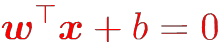 w⊤x + b = 0